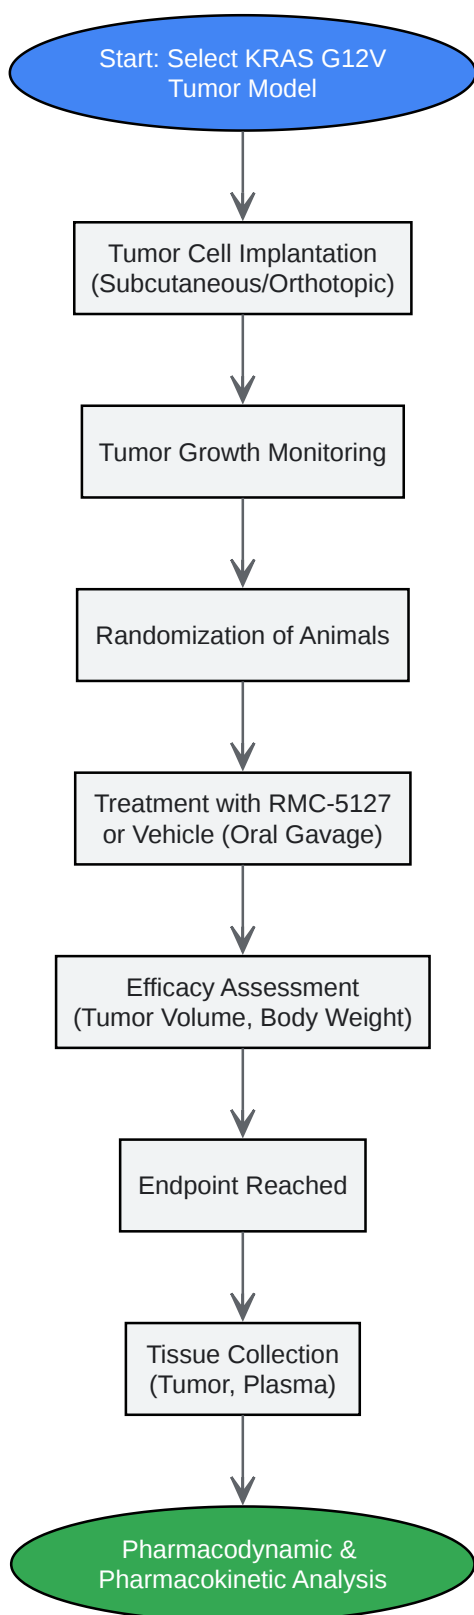 Start: Select KRAS G12V
Tumor Model
Tumor Cell Implantation
(Subcutaneous/Orthotopic)
Tumor Growth Monitoring
Randomization of Animals
Treatment with RMC-5127
or Vehicle (Oral Gavage)
Efficacy Assessment
(Tumor Volume, Body Weight)
Endpoint Reached
Tissue Collection
(Tumor, Plasma)
Pharmacodynamic &
Pharmacokinetic Analysis